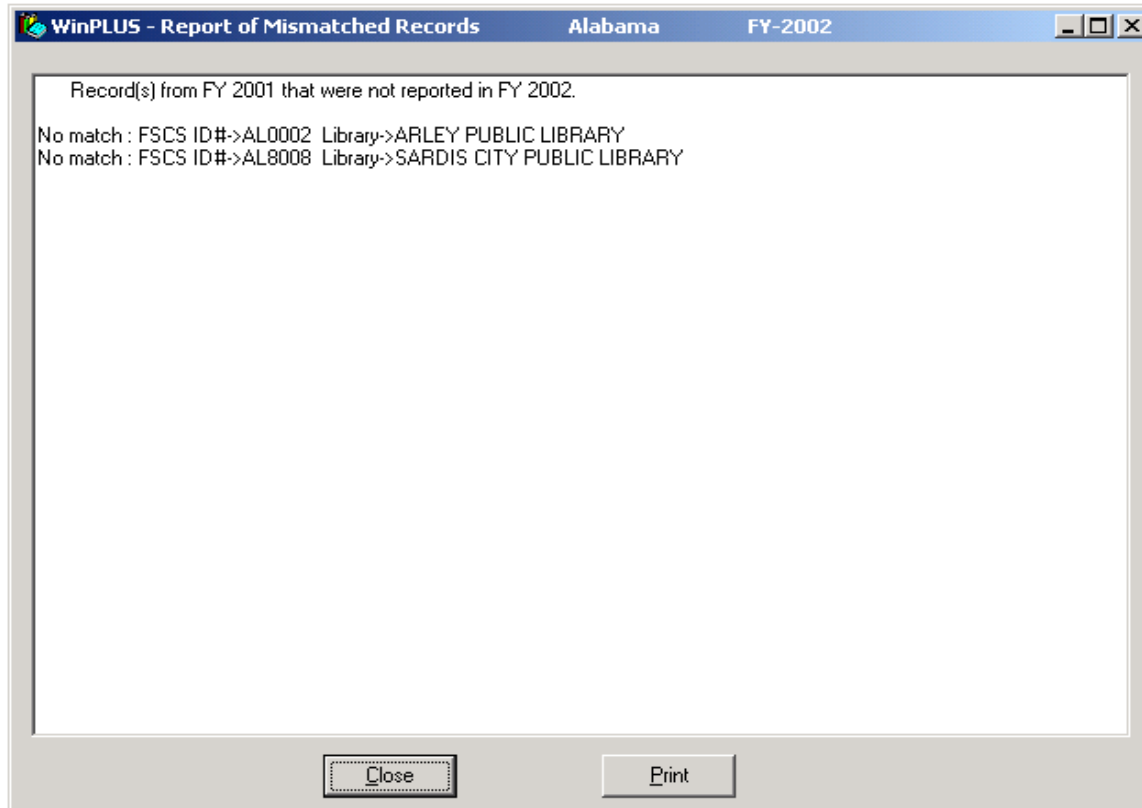 WinPLUS - Report of Mismatched Records Alabama FY-2002
Record(s) from FY 2001 that were not reported in FY 2002.
No match : FSCS ID#->AL0002 Library->ARLEY PUBLIC LIBRARY
No match : FSCS ID#->AL8008 Library->SARDIS CITY PUBLIC LIBRARY
Close Print